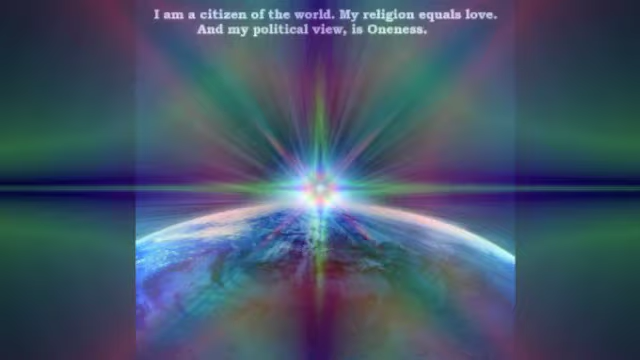 I am a citizen of the world. My religion equals love.
And my political view, is Oneness.